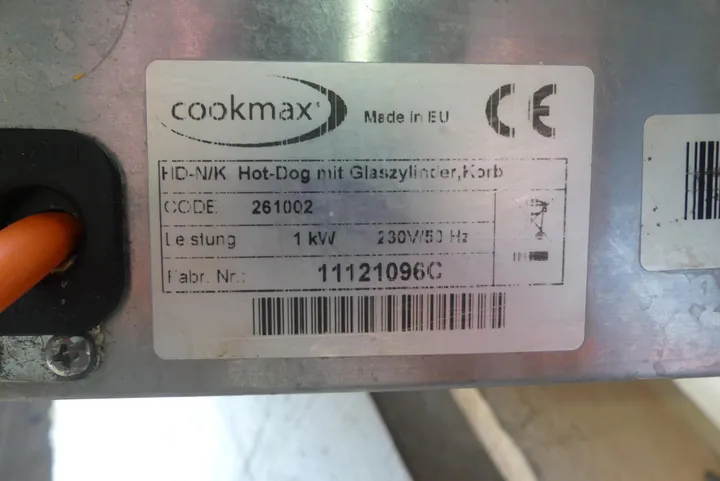 cookmax
Made in EU
CE
HD-N/K Hot-Dog mit Glaszylinder,Korb
CODE: 261002
Leistung 1 kW 230V/50 Hz
Fabr. Nr.: 11121096C